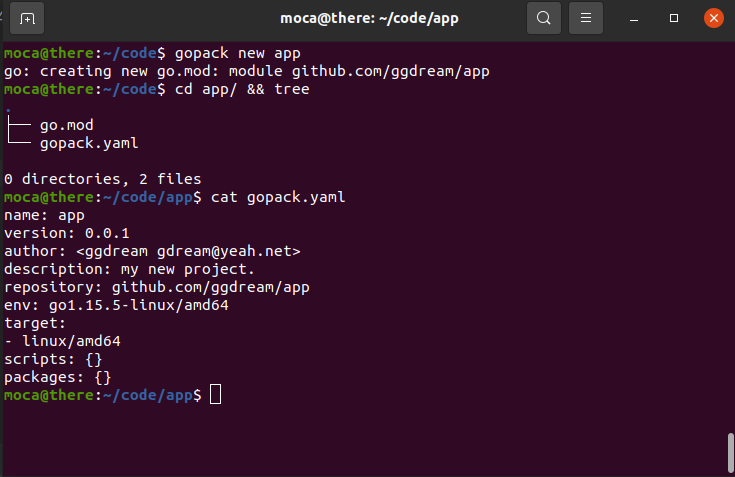 moca@there: ~/code/app
moca@there:~/code$ gopack new app
go: creating new go.mod: module github.com/ggdream/app
moca@there:~/code$ cd app/ && tree
.
├── go.mod
└── gopack.yaml
0 directories, 2 files
moca@there:~/code/app$ cat gopack.yaml
name: app
version: 0.0.1
author: <ggdream gdream@yeah.net>
description: my new project.
repository: github.com/ggdream/app
env: go1.15.5-linux/amd64
target:
- linux/amd64
scripts: {}
packages: {}
moca@there:~/code/app$